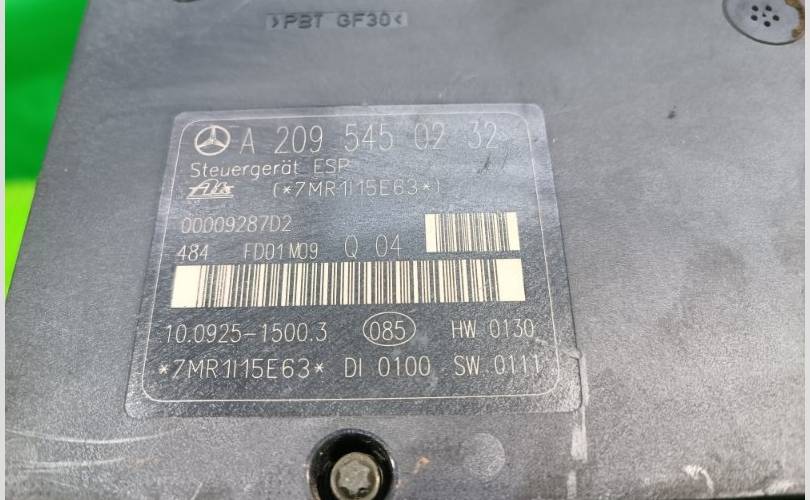 >PBT GF30<
A 209 545 02 32
Steuergerät ESP
Ate (*7MR1I15E63*)
00009287D2
484 FD01M09 Q 04
10.0925-1500.3 085 HW 0130
*7MR1I15E63* DI 0100 SW 0111